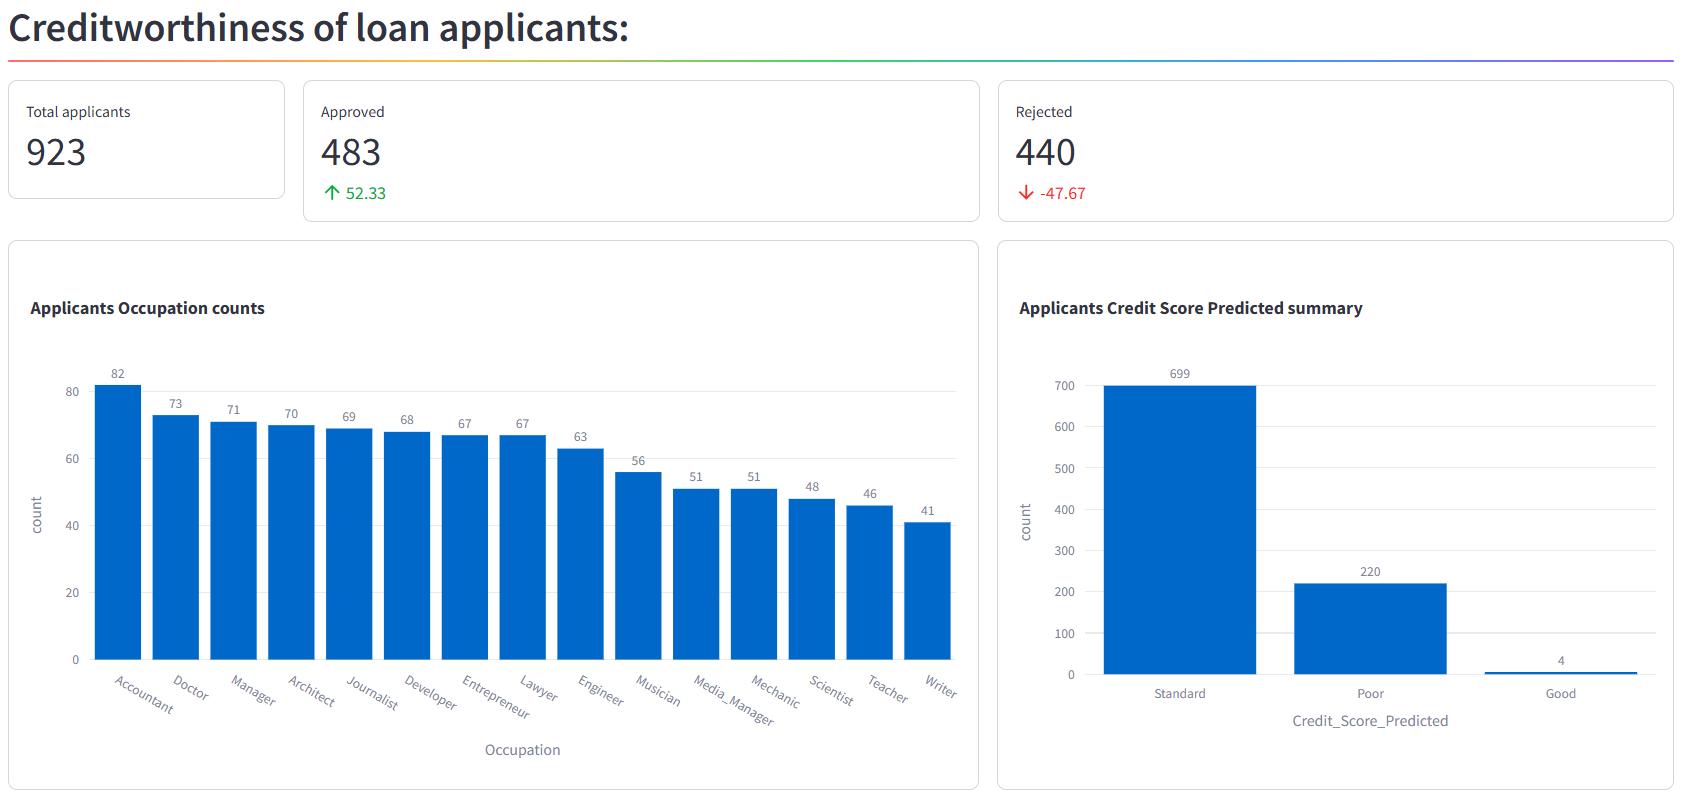 Creditworthiness of loan applicants:
Total applicants
923
Approved
483
↑ 52.33
Rejected
440
↓ -47.67
Applicants Occupation counts
count
80
60
40
20
0
82
73
71
70
69
68
67
67
63
56
51
51
48
46
41
Accountant
Doctor
Manager
Architect
Journalist
Developer
Entrepreneur
Lawyer
Engineer
Musician
Media_Manager
Mechanic
Scientist
Teacher
Writer
Occupation
Applicants Credit Score Predicted summary
count
700
600
500
400
300
200
100
0
699
220
4
Standard
Poor
Good
Credit_Score_Predicted